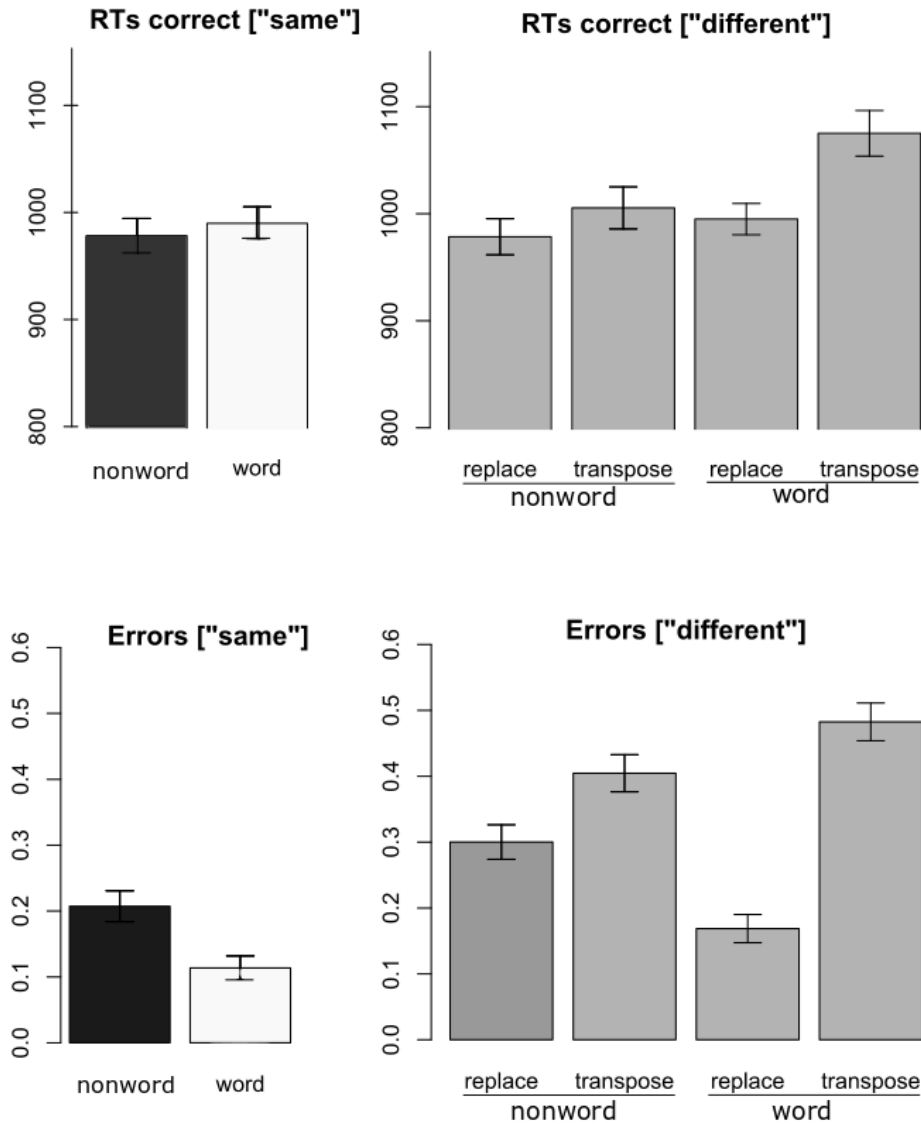 RTs correct ["same"]
1100
1000
900
800
nonword word
RTs correct ["different"]
1100
1000
900
800
replace transpose replace transpose
nonword word
Errors ["same"]
0.6
0.5
0.4
0.3
0.2
0.1
0.0
nonword word
Errors ["different"]
0.6
0.5
0.4
0.3
0.2
0.1
0.0
replace transpose replace transpose
nonword word